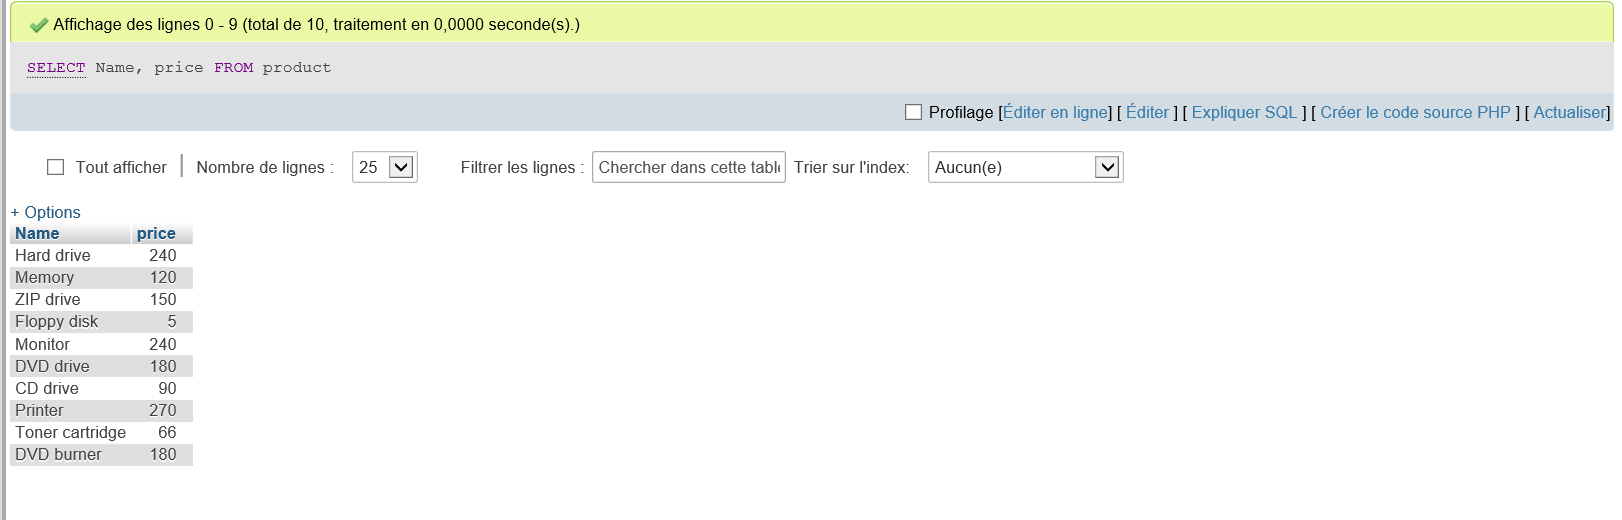 Affichage des lignes 0 - 9 (total de 10, traitement en 0,0000 seconde(s).)
SELECT Name, price FROM product
Profilage [Éditer en ligne] [ Éditer ] [ Expliquer SQL ] [ Créer le code source PHP ] [ Actualiser]
Tout afficher | Nombre de lignes : 25 Filtrer les lignes : Chercher dans cette table Trier sur l'index: Aucun(e)
+ Options
Name price
Hard drive 240
Memory 120
ZIP drive 150
Floppy disk 5
Monitor 240
DVD drive 180
CD drive 90
Printer 270
Toner cartridge 66
DVD burner 180